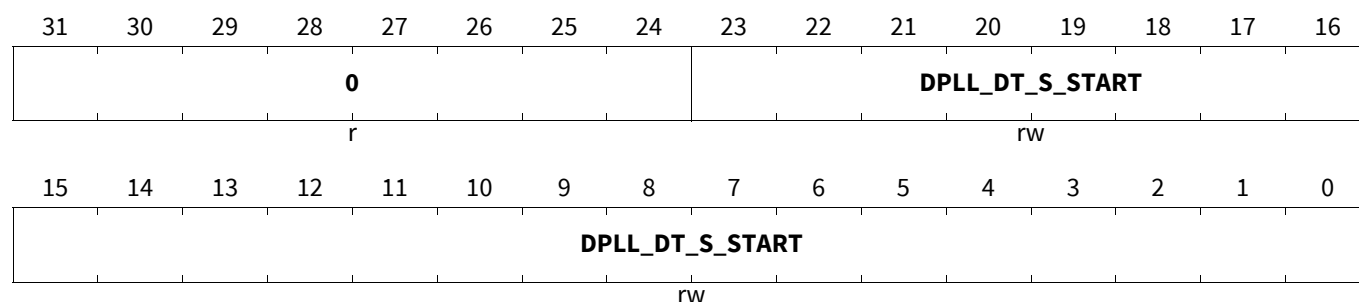 31 30 29 28 27 26 25 24 23 22 21 20 19 18 17 16
0 DPLL_DT_S_START
r rw
15 14 13 12 11 10 9 8 7 6 5 4 3 2 1 0
DPLL_DT_S_START
rw